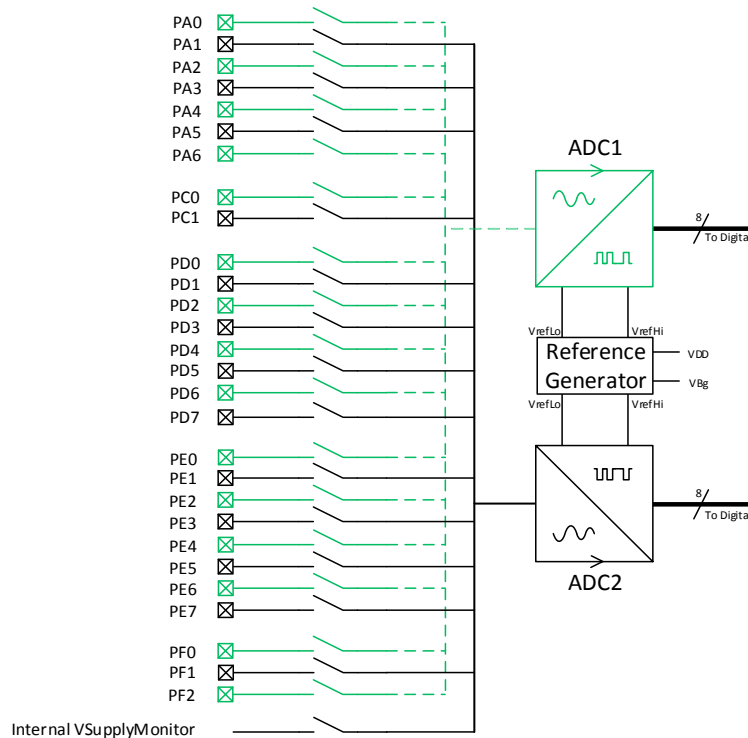 PA0
PA1
PA2
PA3
PA4
PA5
PA6
PC0
PC1
PD0
PD1
PD2
PD3
PD4
PD5
PD6
PD7
PE0
PE1
PE2
PE3
PE4
PE5
PE6
PE7
PF0
PF1
PF2
Internal VSupplyMonitor
ADC1
8
To Digital
VrefLo
VrefHi
Reference
Generator
VDD
VBg
VrefLo
VrefHi
8
To Digital
ADC2